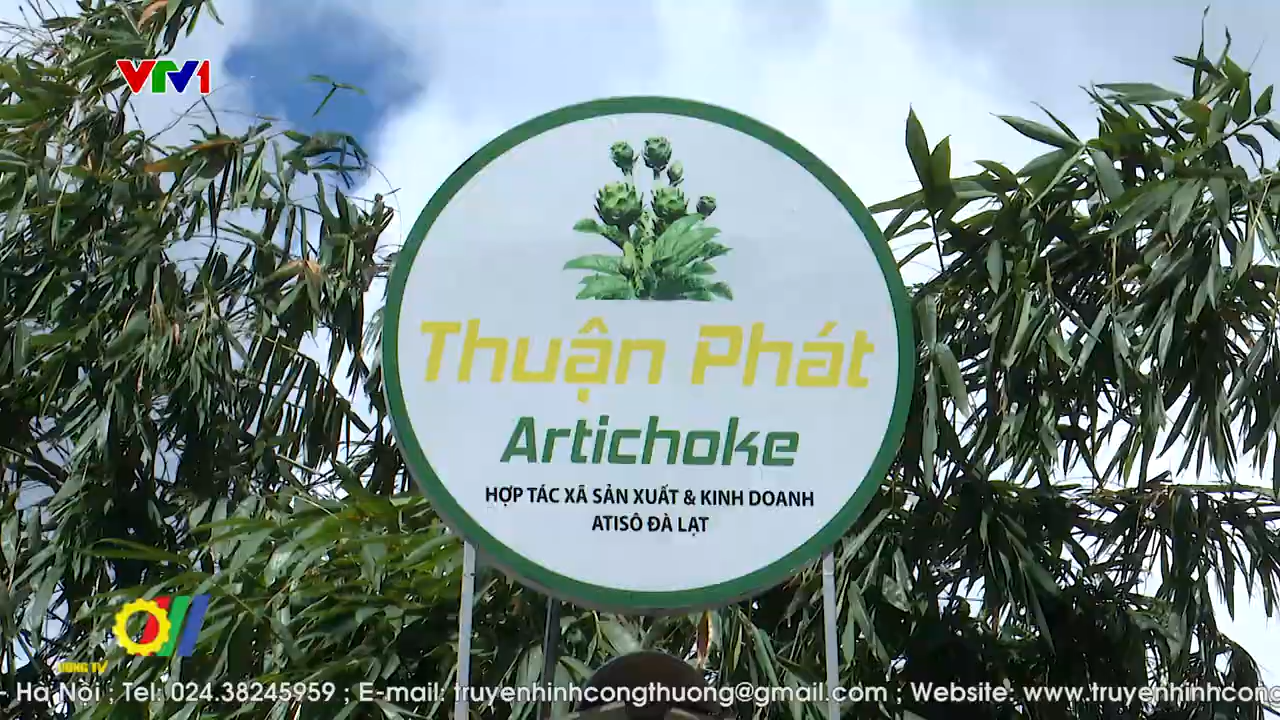 VTV1
Thuận Phát
Artichoke
HỢP TÁC XÃ SẢN XUẤT & KINH DOANH
ATISÔ ĐÀ LẠT
- Hà Nội ; Tel: 024.38245959 ; E-mail: truyenhinhcongthuong@gmail.com ; Website: www.truyenhinhcong